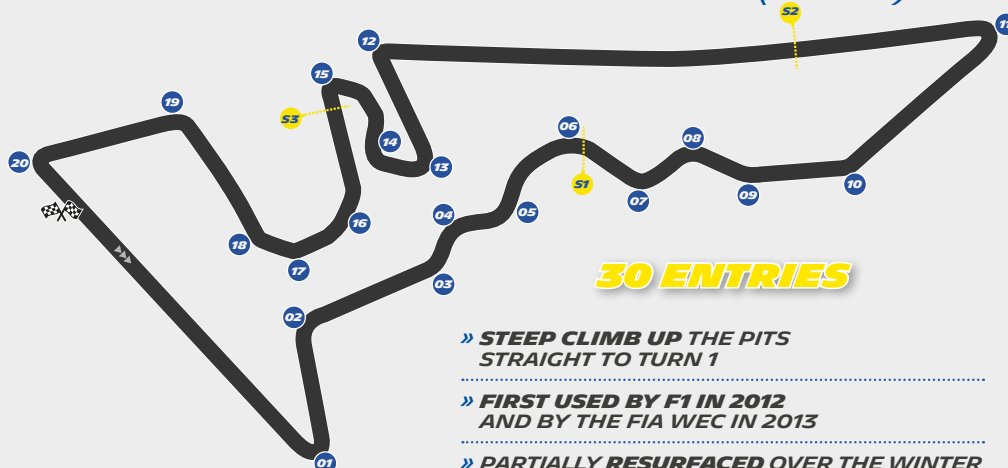 S2
11
12
15
19
S3
14
13
20
06
08
S1
07
09
10
04
05
16
18
17
03
02
01
30 ENTRIES
» STEEP CLIMB UP THE PITS
STRAIGHT TO TURN 1
» FIRST USED BY F1 IN 2012
AND BY THE FIA WEC IN 2013
» PARTIALLY RESURFACED OVER THE WINTER